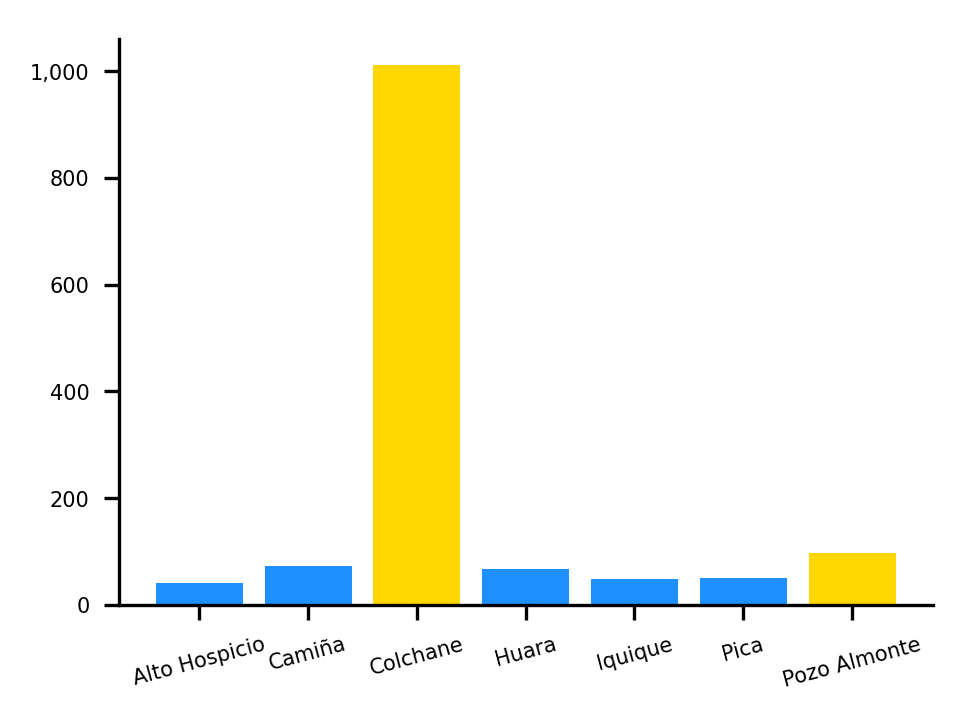 1,000
800
600
400
200
0
Alto Hospicio
Camiña
Colchane
Huara
Iquique
Pica
Pozo Almonte